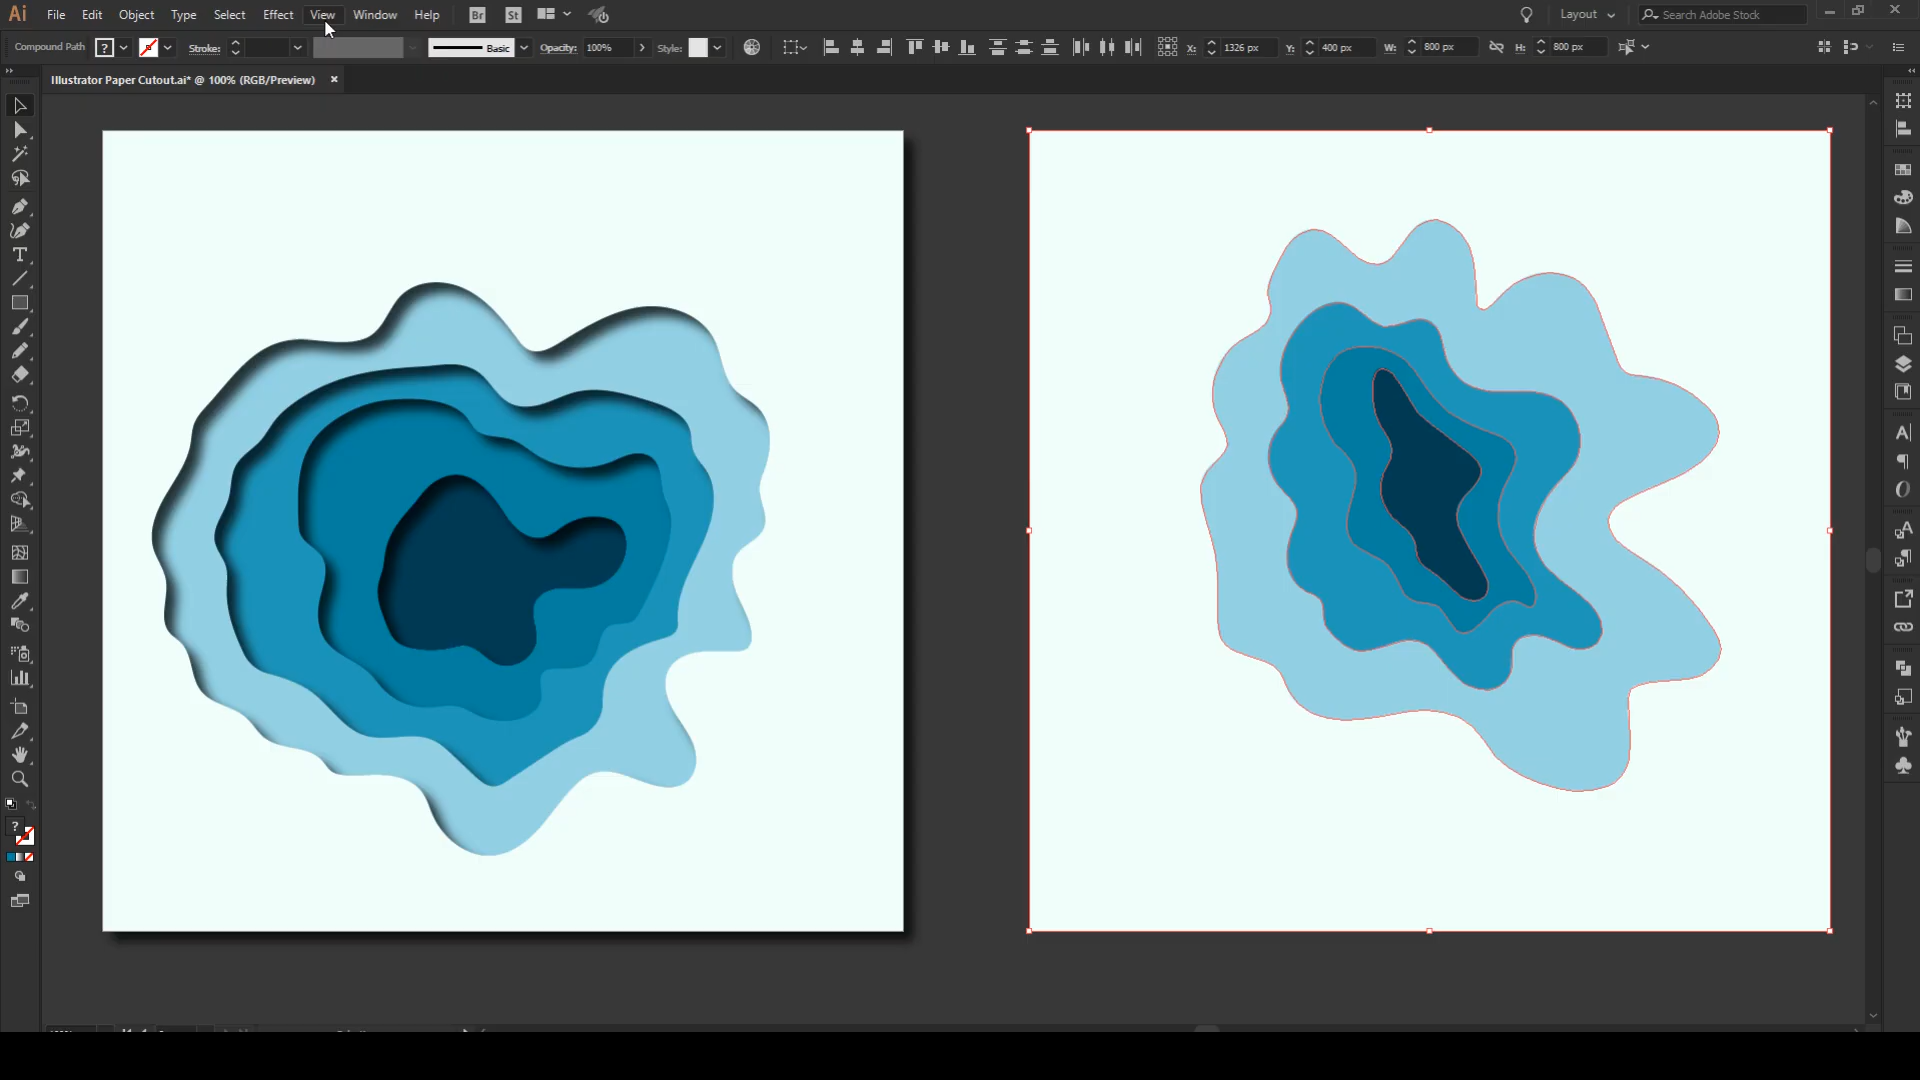 Ai File Edit Object Type Select Effect View Window Help Br St Layout Search Adobe Stock
Compound Path ? Stroke: Basic Opacity: 100% Style: X: 1326 px Y: 400 px W: 800 px H: 800 px
Illustrator Paper Cutout.ai* @ 100% (RGB/Preview) ×
?